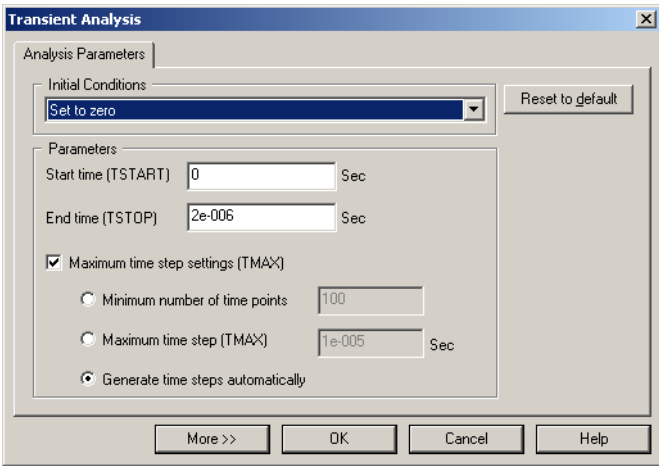 Transient Analysis
Analysis Parameters
Initial Conditions
Set to zero
Reset to default
Parameters
Start time (TSTART) 0 Sec
End time (TSTOP) 2e-006 Sec
Maximum time step settings (TMAX)
Minimum number of time points 100
Maximum time step (TMAX) 1e-005 Sec
Generate time steps automatically
More >> OK Cancel Help